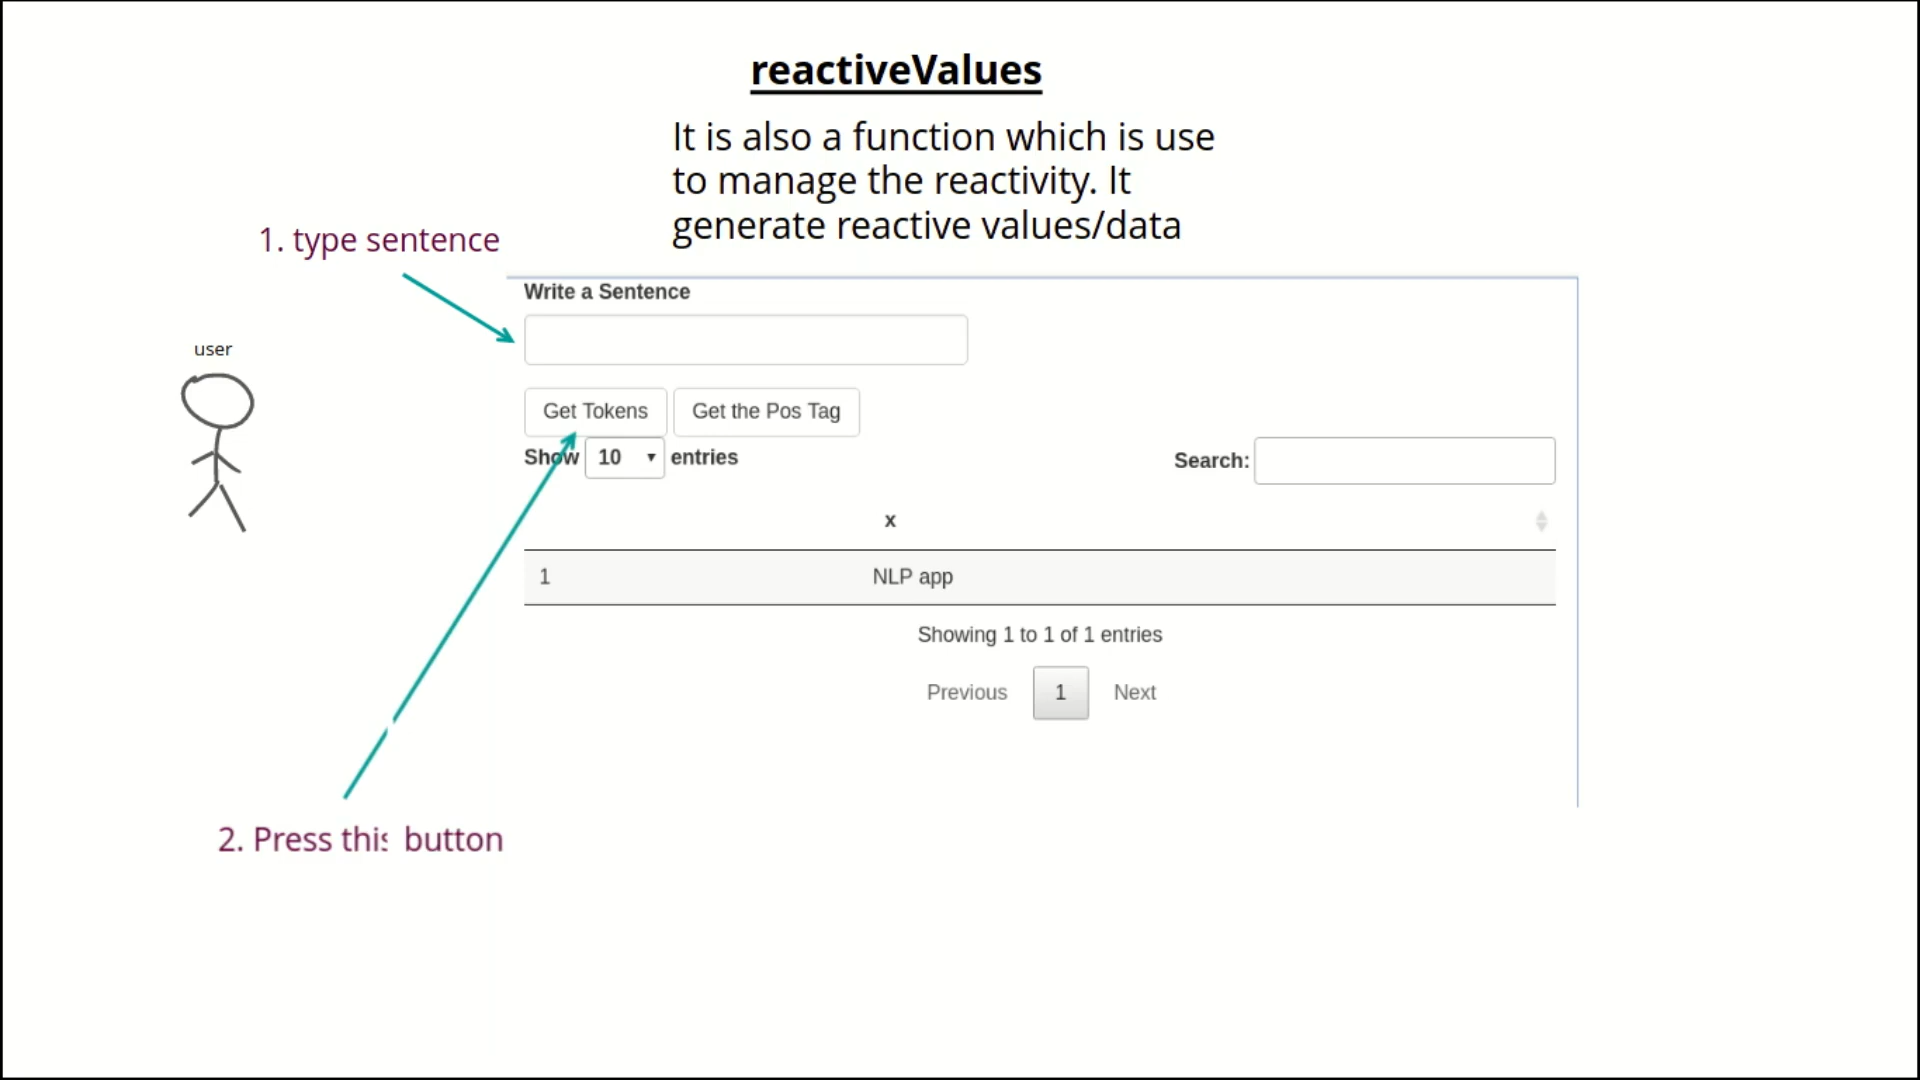 reactiveValues
It is also a function which is use
to manage the reactivity. It
generate reactive values/data
1. type sentence
user
Write a Sentence
Get Tokens Get the Pos Tag
Show 10 entries Search:
x
1 NLP app
Showing 1 to 1 of 1 entries
Previous 1 Next
2. Press this button